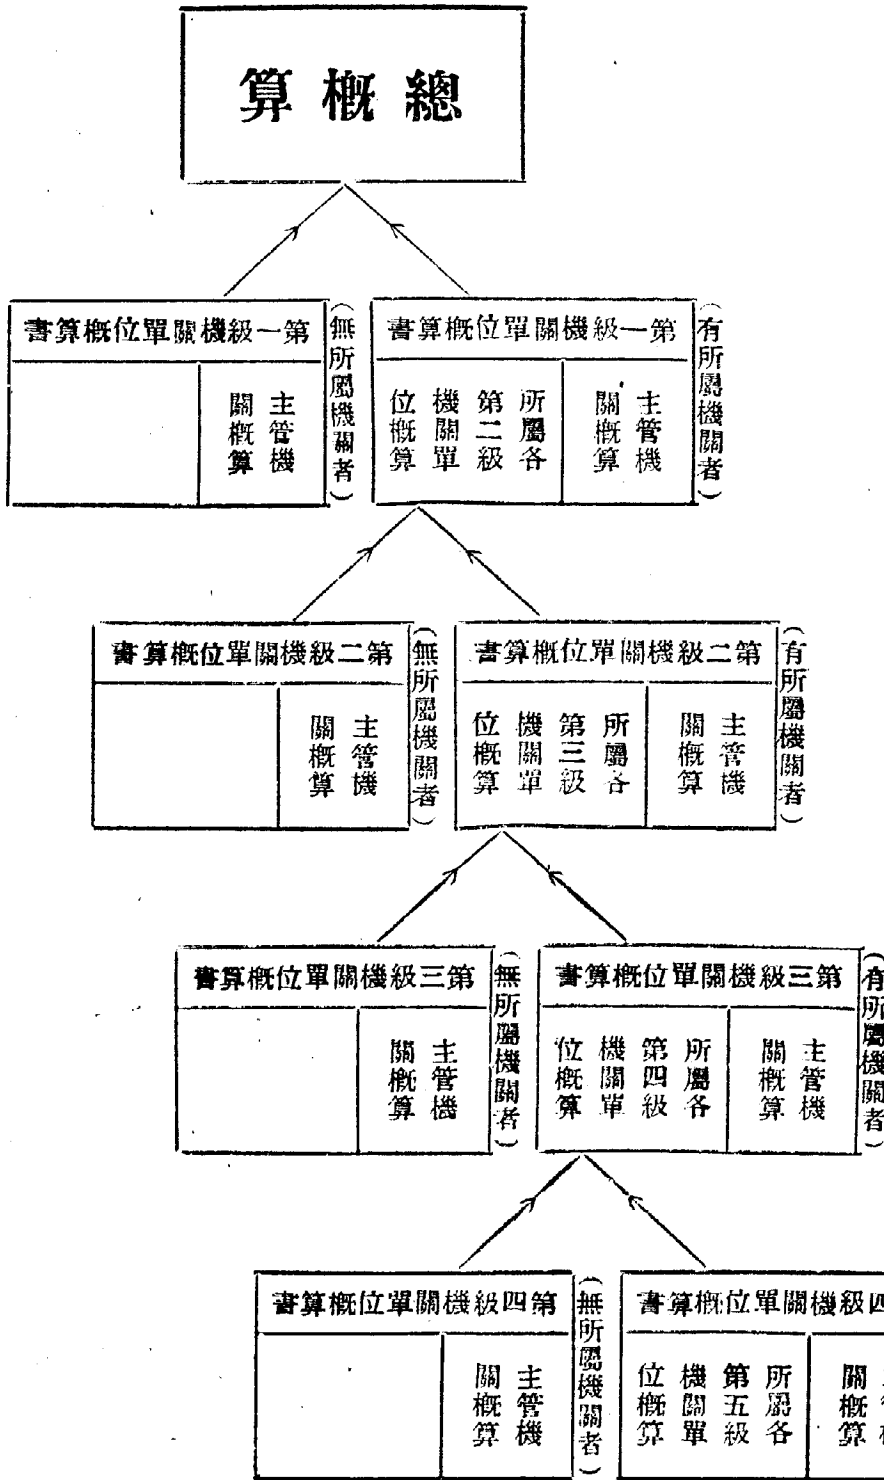 總概算
(有所屬機關者)
第一級機關單位概算書
主管機
關概算
所屬各
第二級
機關單
位概算
(無所屬機關者)
第一級機關單位概算書
主管機
關概算
(有所屬機關者)
第二級機關單位概算書
主管機
關概算
所屬各
第三級
機關單
位概算
(無所屬機關者)
第二級機關單位概算書
主管機
關概算
(有所屬機關者)
第三級機關單位概算書
主管機
關概算
所屬各
第四級
機關單
位概算
(無所屬機關者)
第三級機關單位概算書
主管機
關概算
四級機關單位概算書
關概算
所屬各
第五級
機關單
位概算
(無所屬機關者)
第四級機關單位概算書
主管機
關概算